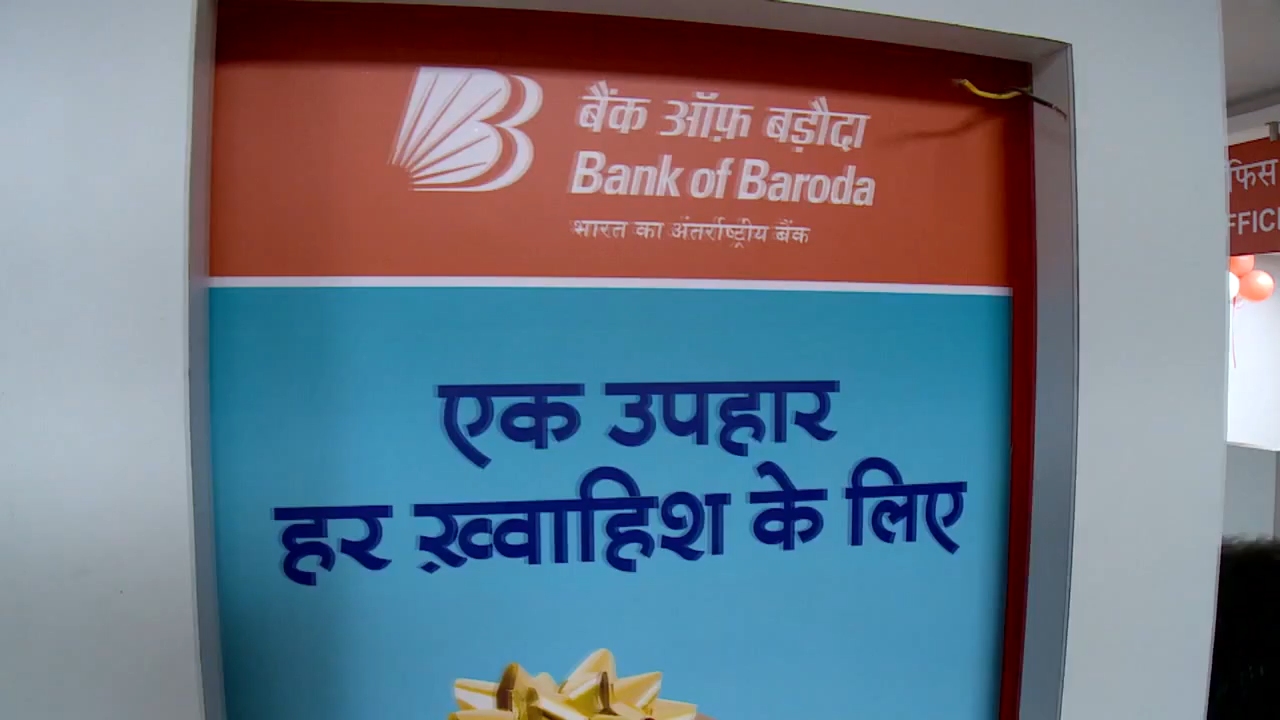 बैंक ऑफ़ बड़ौदा
Bank of Baroda
भारत का अंतर्राष्ट्रीय बैंक
एक उपहार
हर ख़्वाहिश के लिए